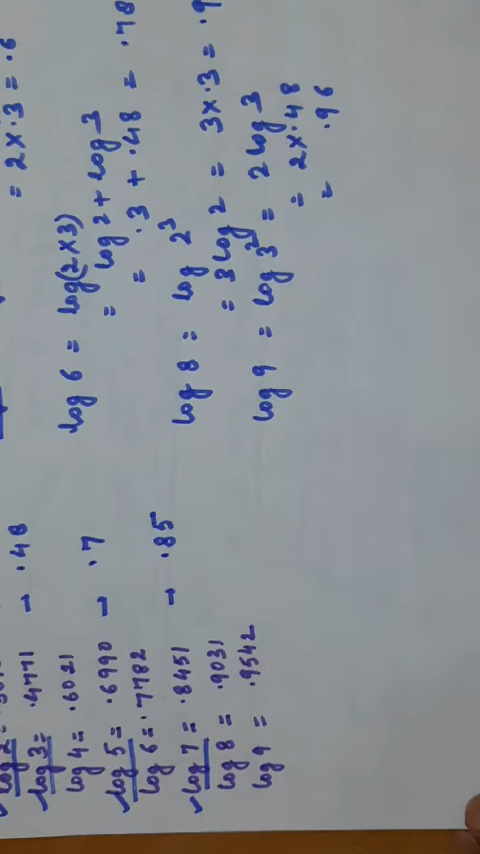 log 2 =
log 3 = .4771 → .48
log 4 = .6021
log 5 = .6990 → .7
log 6 = .7782
log 7 = .8451 → .85
log 8 = .9031
log 9 = .9542
= 2 × .3 = .6
log 6 = log(2 × 3)
= log 2 + log 3
= .3 + .48 = .78
log 8 = log 2³
= 3 log 2 = 3 × .3 = .9
log 9 = log 3² = 2 log 3
= 2 × .48
= .96